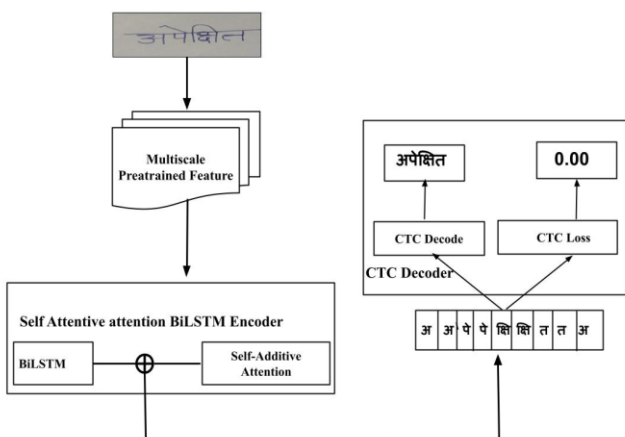 अपेक्षित
Multiscale
Preatrained Feature
Self Attentive attention BiLSTM Encoder
BiLSTM
Self-Additive
Attention
अपेक्षित
0.00
CTC Decode
CTC Loss
CTC Decoder
अ अ पे पे क्षि क्षि त त अ